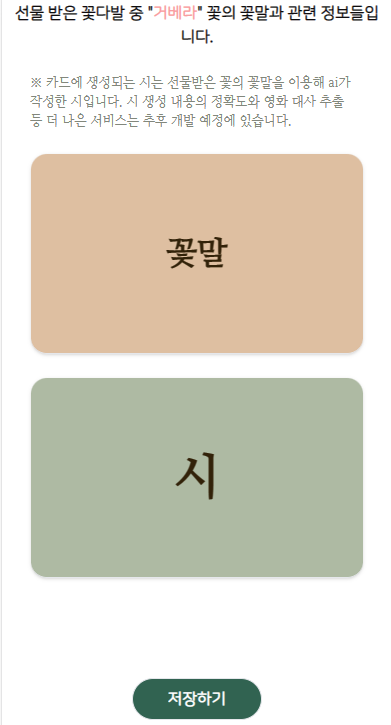 선물 받은 꽃다발 중 "거베라" 꽃의 꽃말과 관련 정보들입
니다.
※ 카드에 생성되는 시는 선물받은 꽃의 꽃말을 이용해 ai가
작성한 시입니다. 시 생성 내용의 정확도와 영화 대사 추출
등 더 나은 서비스는 추후 개발 예정에 있습니다.
꽃말
시
저장하기